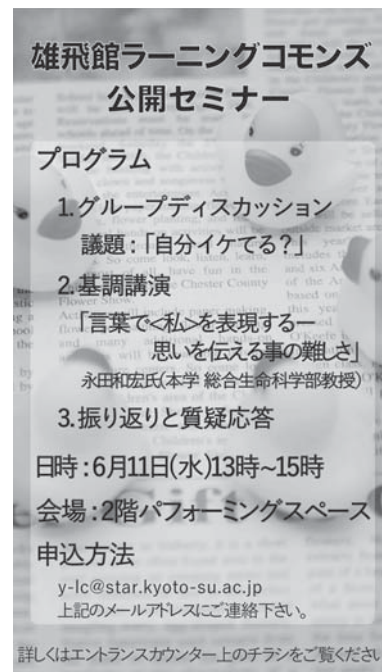 雄飛館ラーニングコモンズ
公開セミナー
プログラム
1.グループディスカッション
議題：「自分イケてる？」
2.基調講演
「言葉で<私>を表現する―
思いを伝える事の難しさ」
永田和宏氏(本学 総合生命科学部教授)
3.振り返りと質疑応答
日時：6月11日(水)13時~15時
会場：2階パフォーミングスペース
申込方法
y-lc@star.kyoto-su.ac.jp
上記のメールアドレスにご連絡下さい。
詳しくはエントランスカウンター上のチラシをご覧ください